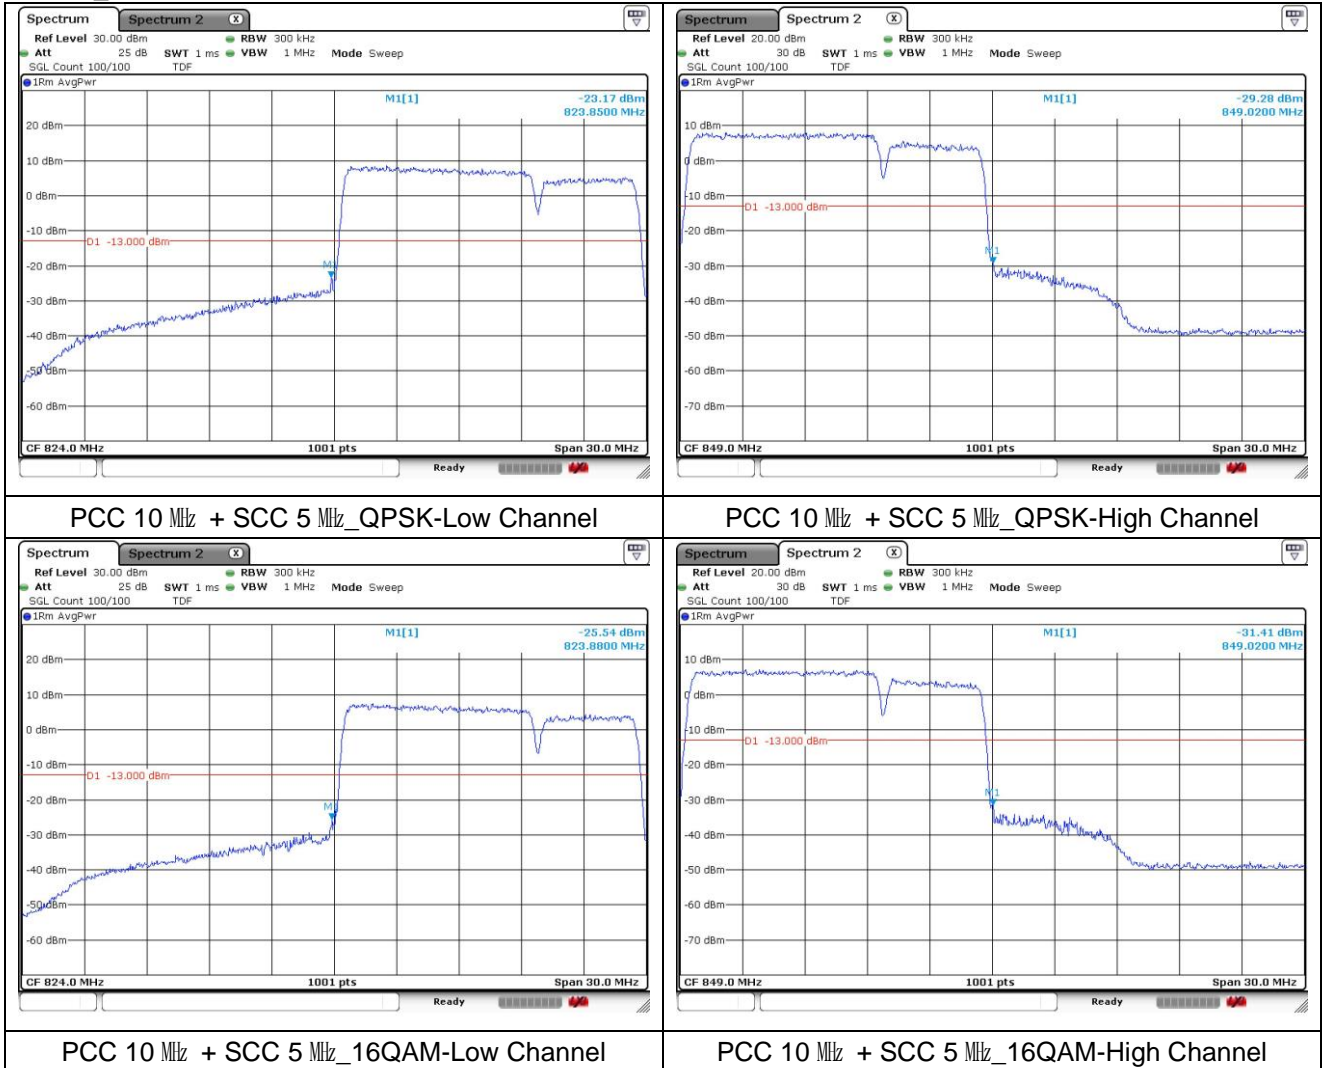 Spectrum Spectrum 2 X
Ref Level 30.00 dBm RBW 300 kHz
Att 25 dB SWT 1 ms VBW 1 MHz Mode Sweep
SGL Count 100/100 TDF
1Rm AvgPwr
M1[1] -23.17 dBm
823.8500 MHz
20 dBm
10 dBm
0 dBm
-10 dBm
D1 -13.000 dBm
-20 dBm
M1
-30 dBm
-40 dBm
-50 dBm
-60 dBm
CF 824.0 MHz 1001 pts Span 30.0 MHz
Ready
PCC 10 ㎒ + SCC 5 ㎒_QPSK-Low Channel
Spectrum Spectrum 2 X
Ref Level 20.00 dBm RBW 300 kHz
Att 30 dB SWT 1 ms VBW 1 MHz Mode Sweep
SGL Count 100/100 TDF
1Rm AvgPwr
M1[1] -29.28 dBm
849.0200 MHz
10 dBm
0 dBm
-10 dBm
D1 -13.000 dBm
-20 dBm
M1
-30 dBm
-40 dBm
-50 dBm
-60 dBm
-70 dBm
CF 849.0 MHz 1001 pts Span 30.0 MHz
Ready
PCC 10 ㎒ + SCC 5 ㎒_QPSK-High Channel
Spectrum Spectrum 2 X
Ref Level 30.00 dBm RBW 300 kHz
Att 25 dB SWT 1 ms VBW 1 MHz Mode Sweep
SGL Count 100/100 TDF
1Rm AvgPwr
M1[1] -25.54 dBm
823.8800 MHz
20 dBm
10 dBm
0 dBm
-10 dBm
D1 -13.000 dBm
-20 dBm
M1
-30 dBm
-40 dBm
-50 dBm
-60 dBm
CF 824.0 MHz 1001 pts Span 30.0 MHz
Ready
PCC 10 ㎒ + SCC 5 ㎒_16QAM-Low Channel
Spectrum Spectrum 2 X
Ref Level 20.00 dBm RBW 300 kHz
Att 30 dB SWT 1 ms VBW 1 MHz Mode Sweep
SGL Count 100/100 TDF
1Rm AvgPwr
M1[1] -31.41 dBm
849.0200 MHz
10 dBm
0 dBm
-10 dBm
D1 -13.000 dBm
-20 dBm
-30 dBm
M1
-40 dBm
-50 dBm
-60 dBm
-70 dBm
CF 849.0 MHz 1001 pts Span 30.0 MHz
Ready
PCC 10 ㎒ + SCC 5 ㎒_16QAM-High Channel